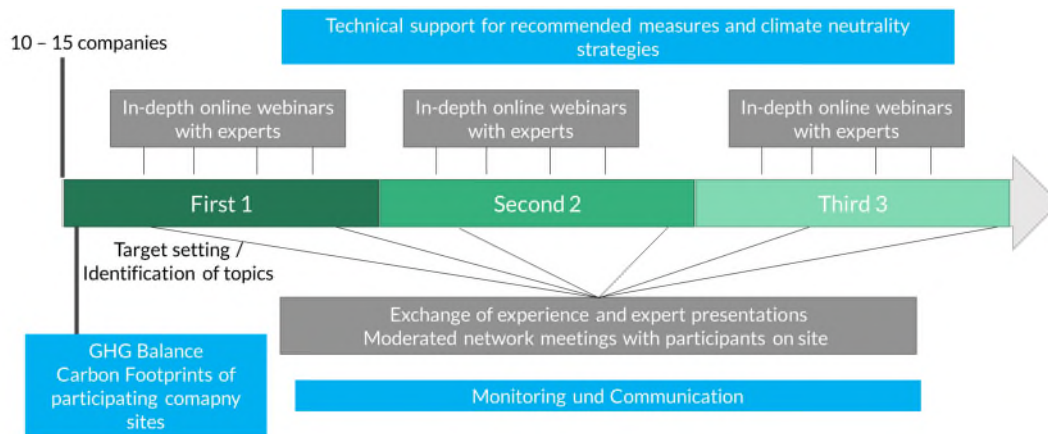 Technical support for recommended measures and climate neutrality
strategies
10 – 15 companies
In-depth online webinars
with experts
In-depth online webinars
with experts
In-depth online webinars
with experts
First 1
Second 2
Third 3
Target setting /
Identification of topics
Exchange of experience and expert presentations
Moderated network meetings with participants on site
GHG Balance
Carbon Footprints of
participating comapny
sites
Monitoring und Communication